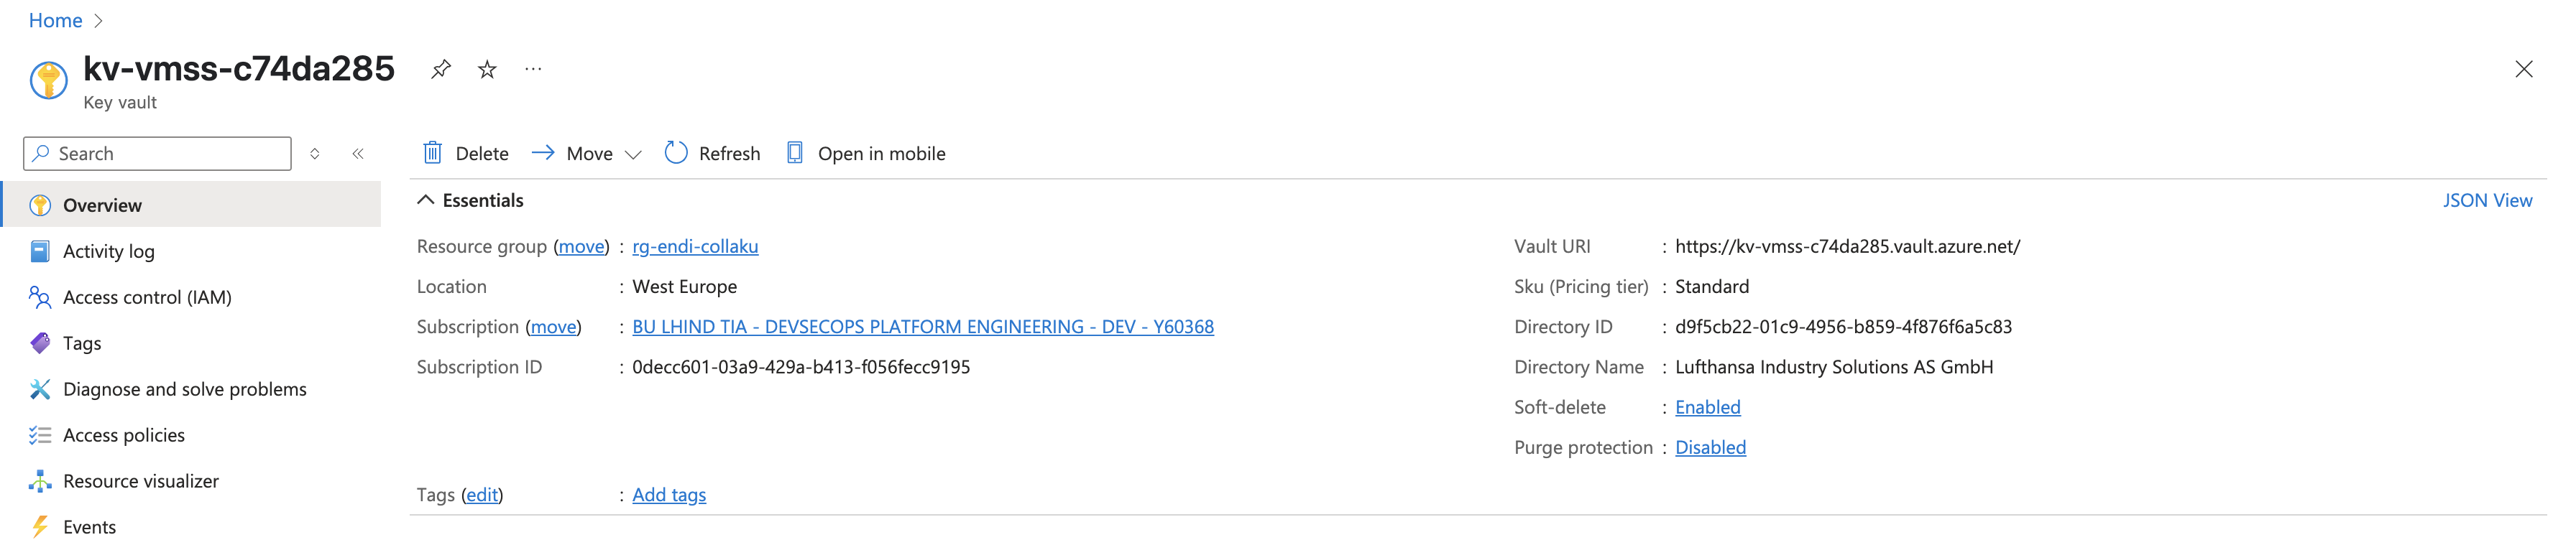 Home
kv-vmss-c74da285
Key vault
Search
Overview
Activity log
Access control (IAM)
Tags
Diagnose and solve problems
Access policies
Resource visualizer
Events
Delete Move Refresh Open in mobile
Essentials
JSON View
Resource group (move) : rg-endi-collaku
Location : West Europe
Subscription (move) : BU LHIND TIA - DEVSECOPS PLATFORM ENGINEERING - DEV - Y60368
Subscription ID : 0decc601-03a9-429a-b413-f056fecc9195
Vault URI : https://kv-vmss-c74da285.vault.azure.net/
Sku (Pricing tier) : Standard
Directory ID : d9f5cb22-01c9-4956-b859-4f876f6a5c83
Directory Name : Lufthansa Industry Solutions AS GmbH
Soft-delete : Enabled
Purge protection : Disabled
Tags (edit) : Add tags